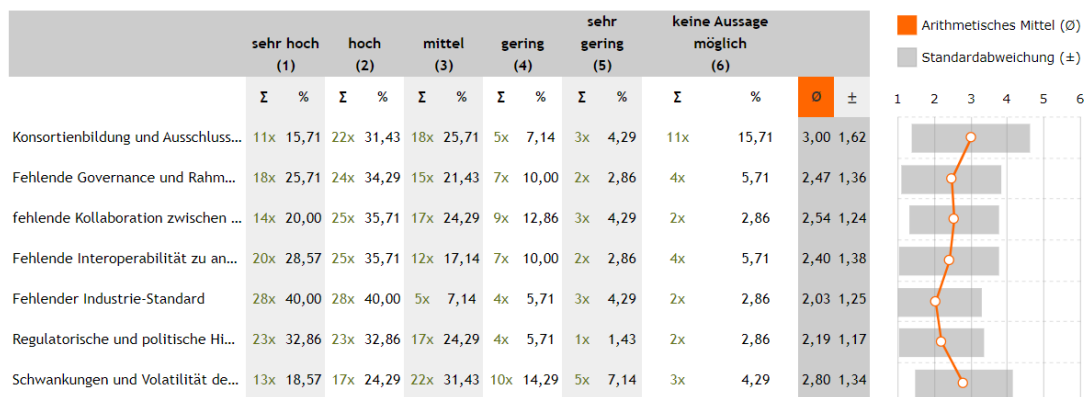 sehr hoch (1) hoch (2) mittel (3) gering (4) sehr gering (5) keine Aussage möglich (6)
Σ % Σ % Σ % Σ % Σ % Σ % Ø ±
Konsortienbildung und Ausschluss... 11x 15,71 22x 31,43 18x 25,71 5x 7,14 3x 4,29 11x 15,71 3,00 1,62
Fehlende Governance und Rahm... 18x 25,71 24x 34,29 15x 21,43 7x 10,00 2x 2,86 4x 5,71 2,47 1,36
fehlende Kollaboration zwischen ... 14x 20,00 25x 35,71 17x 24,29 9x 12,86 3x 4,29 2x 2,86 2,54 1,24
Fehlende Interoperabilität zu an... 20x 28,57 25x 35,71 12x 17,14 7x 10,00 2x 2,86 4x 5,71 2,40 1,38
Fehlender Industrie-Standard 28x 40,00 28x 40,00 5x 7,14 4x 5,71 3x 4,29 2x 2,86 2,03 1,25
Regulatorische und politische Hi... 23x 32,86 23x 32,86 17x 24,29 4x 5,71 1x 1,43 2x 2,86 2,19 1,17
Schwankungen und Volatilität de... 13x 18,57 17x 24,29 22x 31,43 10x 14,29 5x 7,14 3x 4,29 2,80 1,34
Arithmetisches Mittel (Ø)
Standardabweichung (±)
1 2 3 4 5 6